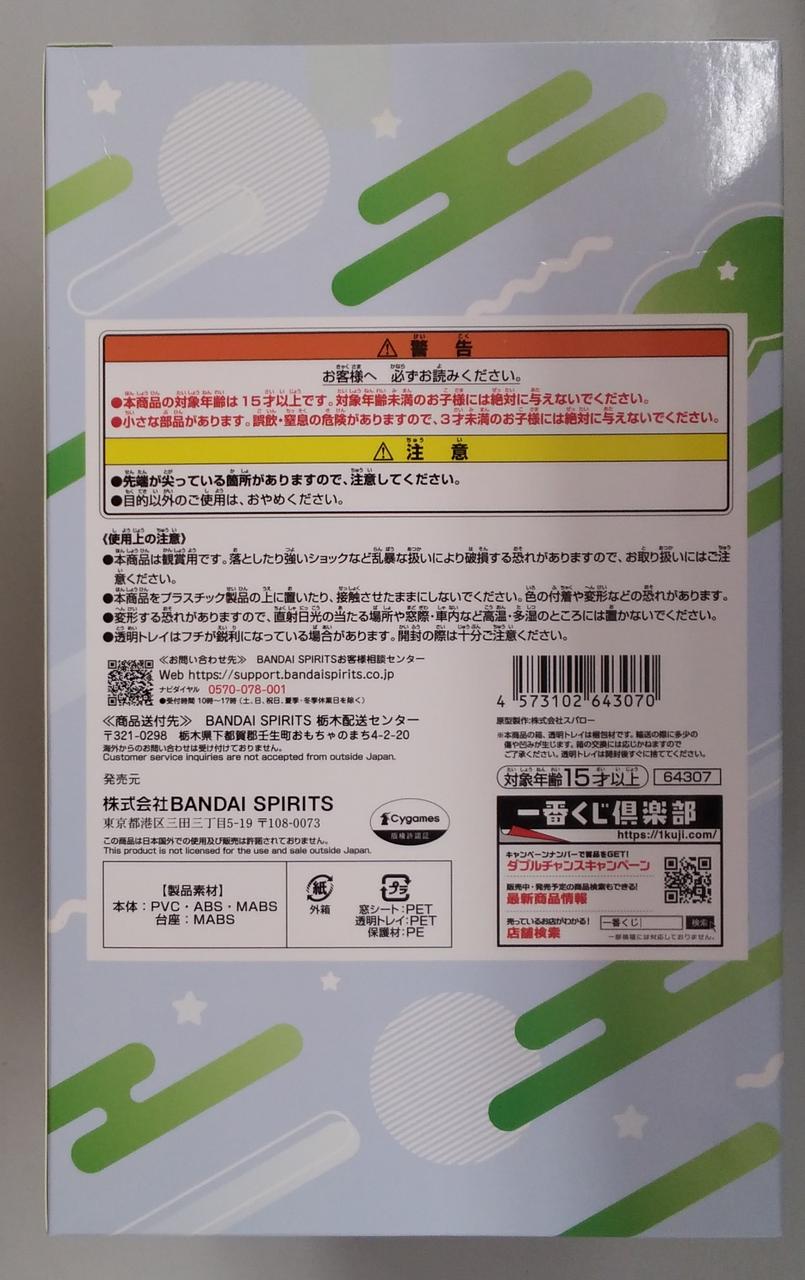 ⚠ 警告
お客様へ 必ずお読みください。
●本商品の対象年齢は15才以上です。対象年齢未満のお子様には絶対に与えないでください。
●小さな部品があります。誤飲・窒息の危険がありますので、3才未満のお子様には絶対に与えないでください。
⚠ 注意
●先端が尖っている箇所がありますので、注意してください。
●目的以外のご使用は、おやめください。
《使用上の注意》
●本商品は観賞用です。落としたり強いショックなど乱暴な扱いにより破損する恐れがありますので、お取り扱いにはご注
意ください。
●本商品をプラスチック製品の上に置いたり、接触させたままにしないでください。色の付着や変形などの恐れがあります。
●変形する恐れがありますので、直射日光の当たる場所や窓際・車内など高温・多湿のところには置かないでください。
●透明トレイはフチが鋭利になっている場合があります。開封の際は十分ご注意ください。
≪お問い合わせ先≫ BANDAI SPIRITSお客様相談センター
Web https://support.bandaispirits.co.jp
ナビダイヤル 0570-078-001
●受付時間 10時～17時(土、日、祝日、夏季・冬季休業日を除く)
≪商品送付先≫ BANDAI SPIRITS 栃木配送センター
〒321-0298 栃木県下都賀郡壬生町おもちゃのまち4-2-20
海外からのお問い合わせは受け付けておりません。
Customer service inquiries are not accepted from outside Japan.
発売元
株式会社BANDAI SPIRITS
東京都港区三田三丁目5-19 〒108-0073
この商品は日本国外での使用及び販売は許諾されておりません。
This product is not licensed for the use and sale outside Japan.
Cygames
版権許諾証
【製品素材】
本体:PVC・ABS・MABS
台座:MABS
紙
外箱
プラ
窓シート:PET
透明トレイ:PET
保護材:PE
4 573102 643070
原型製作:株式会社スパロー
※本商品の箱、透明トレイは梱包材です。輸送の際に多少の
傷や凹みが生じます。箱の交換には応じかねますので
ご了承ください。透明トレイは開封後すぐに捨ててください。
対象年齢15才以上
64307
一番くじ倶楽部
https://1kuji.com/
キャンペーンナンバーで賞品をGET!
ダブルチャンスキャンペーン
販売中・発売予定の商品検索もできる!
最新商品情報
売っているお店がわかる!
店舗検索
一番くじ
検索
一部機種には対応しておりません。